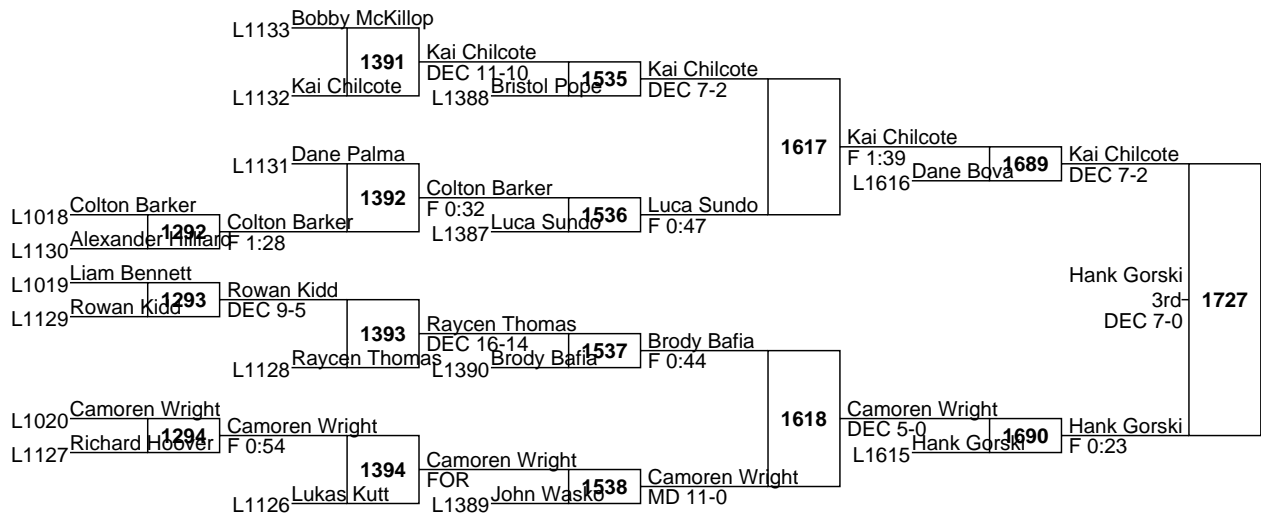 L1133 Bobby McKillop
1391 Kai Chilcote
DEC 11-10
L1132 Kai Chilcote
L1388 Bristol Pope
1535 Kai Chilcote
DEC 7-2
L1131 Dane Palma
1392 Colton Barker
F 0:32
L1018 Colton Barker
1292 Colton Barker
F 1:28
L1130 Alexander Hilliard
L1387 Luca Sundo
1536 Luca Sundo
F 0:47
1617 Kai Chilcote
F 1:39
L1616 Dane Bova
1689 Kai Chilcote
DEC 7-2
L1019 Liam Bennett
1293 Rowan Kidd
DEC 9-5
L1129 Rowan Kidd
1393 Raycen Thomas
DEC 16-14
L1128 Raycen Thomas
L1390 Brody Bafia
1537 Brody Bafia
F 0:44
L1020 Camoren Wright
1294 Camoren Wright
F 0:54
L1127 Richard Hoover
1394 Camoren Wright
FOR
L1126 Lukas Kutt
L1389 John Wasko
1538 Camoren Wright
MD 11-0
1618 Camoren Wright
DEC 5-0
L1615 Hank Gorski
1690 Hank Gorski
F 0:23
Hank Gorski
3rd
DEC 7-0
1727